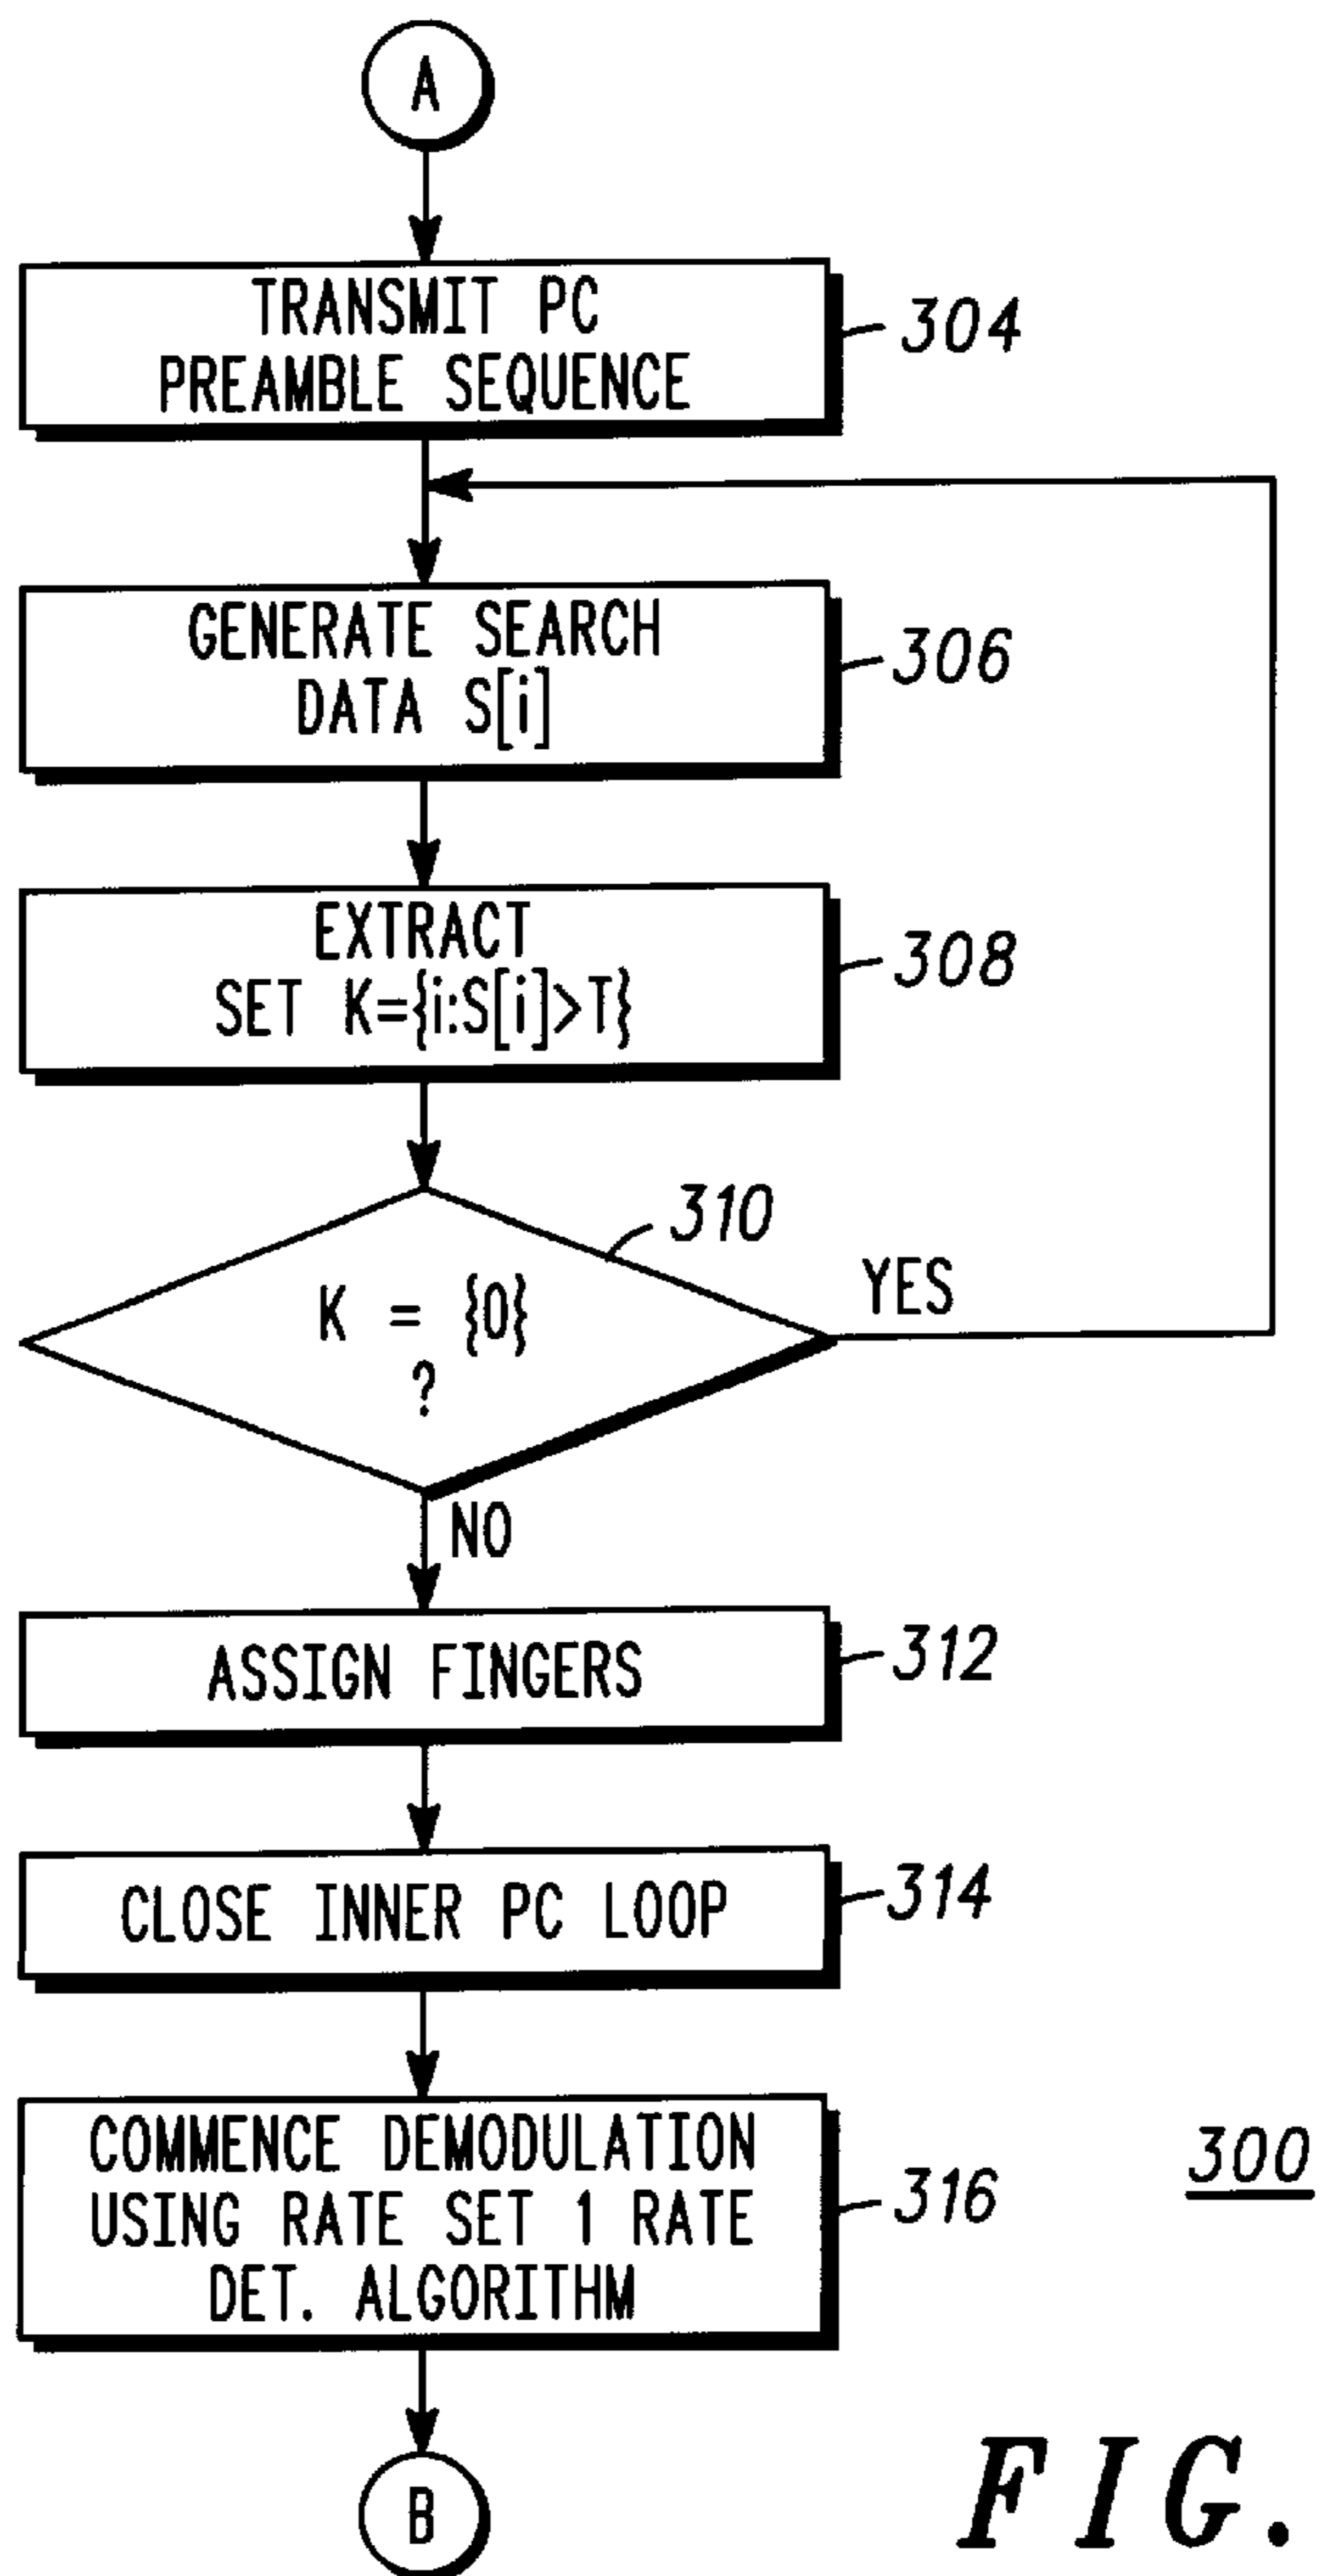 A
TRANSMIT PC
PREAMBLE SEQUENCE
304
GENERATE SEARCH
DATA S[i]
306
EXTRACT
SET K={i:S[i]>T}
308
310
K = {0}
?
YES
NO
ASSIGN FINGERS
312
CLOSE INNER PC LOOP
314
COMMENCE DEMODULATION
USING RATE SET 1 RATE
DET. ALGORITHM
316
300
B
FIG.